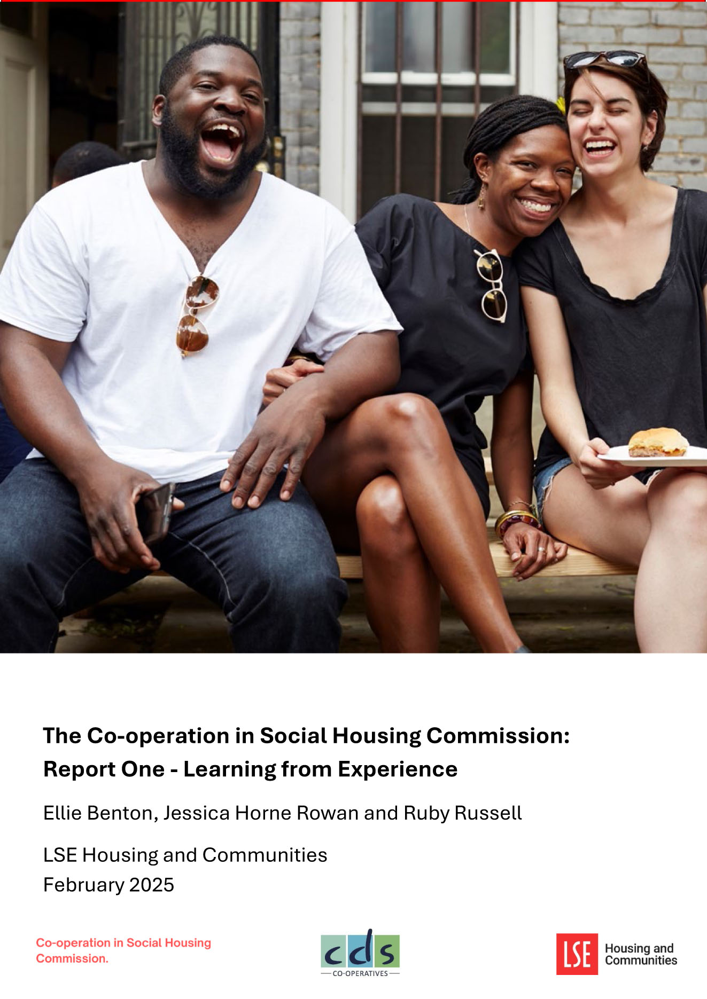 The Co-operation in Social Housing Commission:
Report One - Learning from Experience
Ellie Benton, Jessica Horne Rowan and Ruby Russell
LSE Housing and Communities
February 2025
Co-operation in Social Housing
Commission.
cds
CO-OPERATIVES
LSE
Housing and
Communities